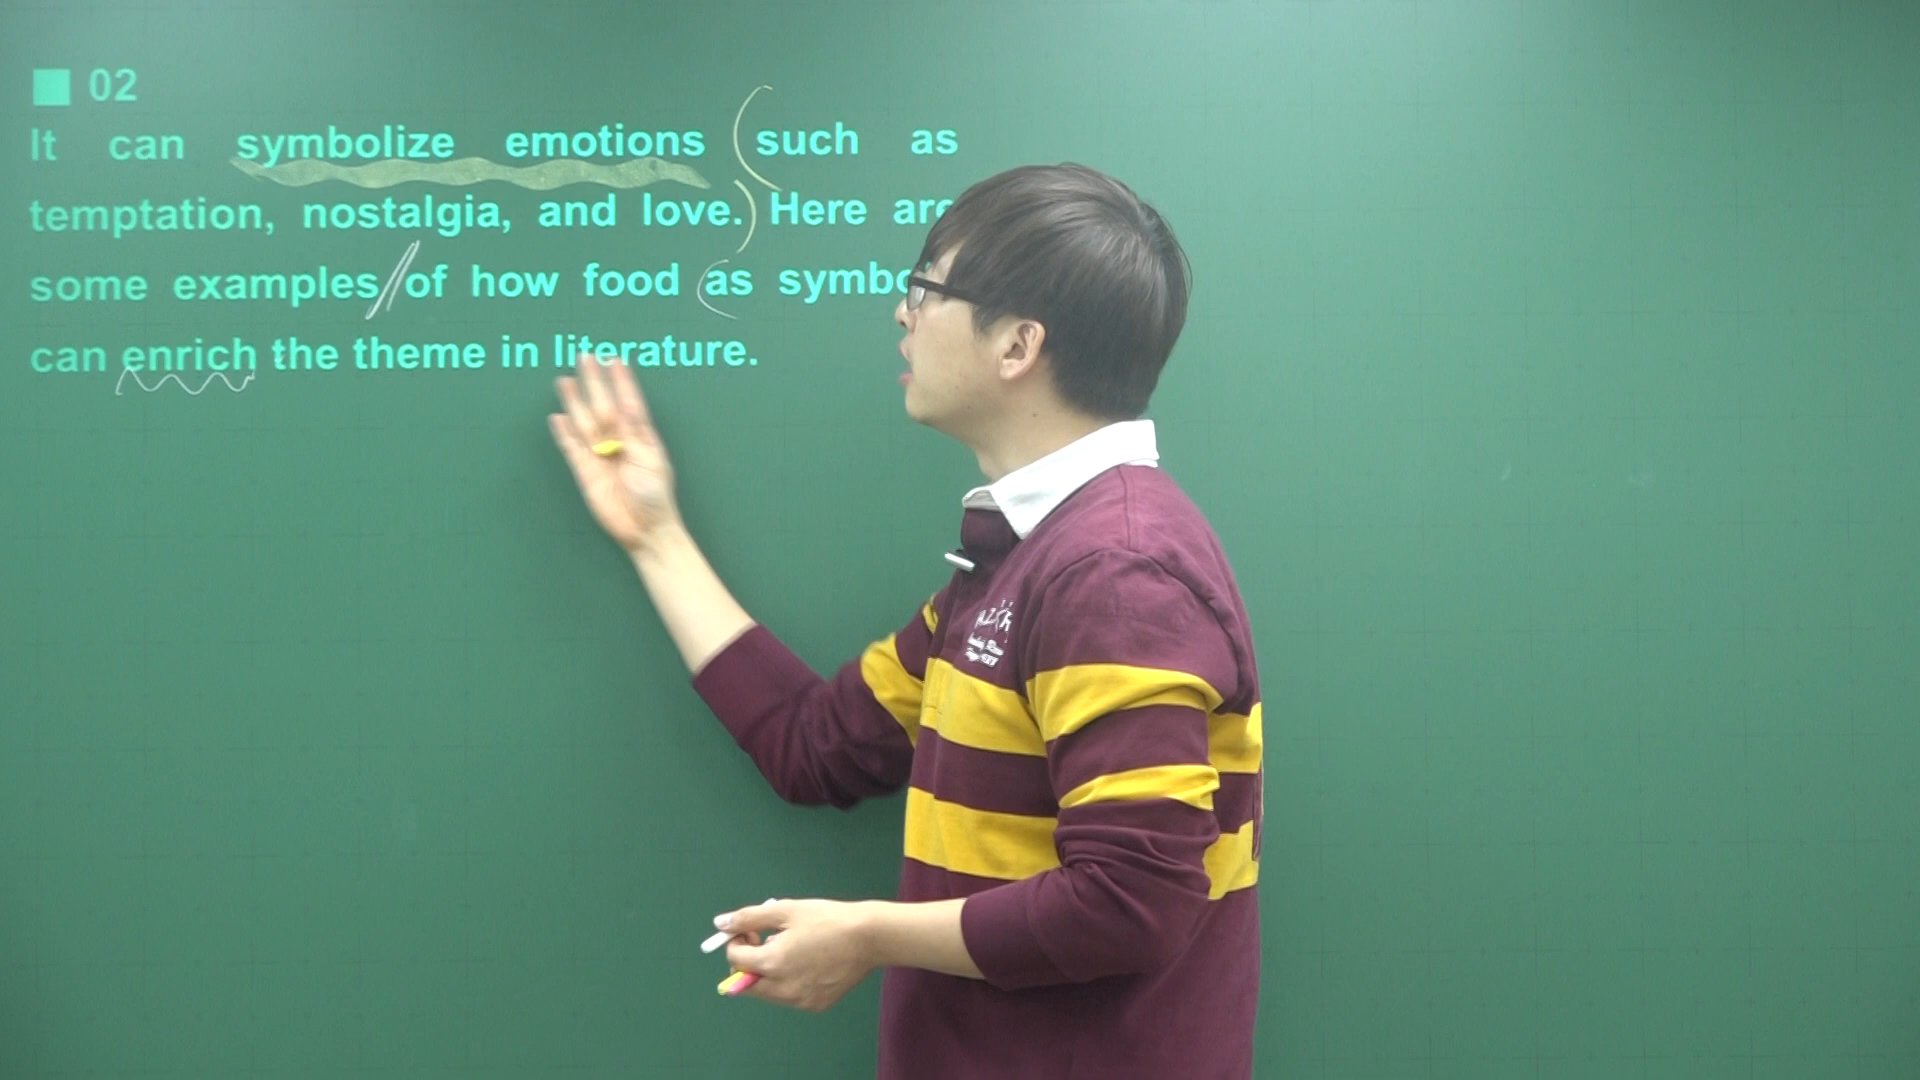 ■ 02
It can symbolize emotions such as
temptation, nostalgia, and love. Here are
some examples of how food as
can enrich the theme in literature.